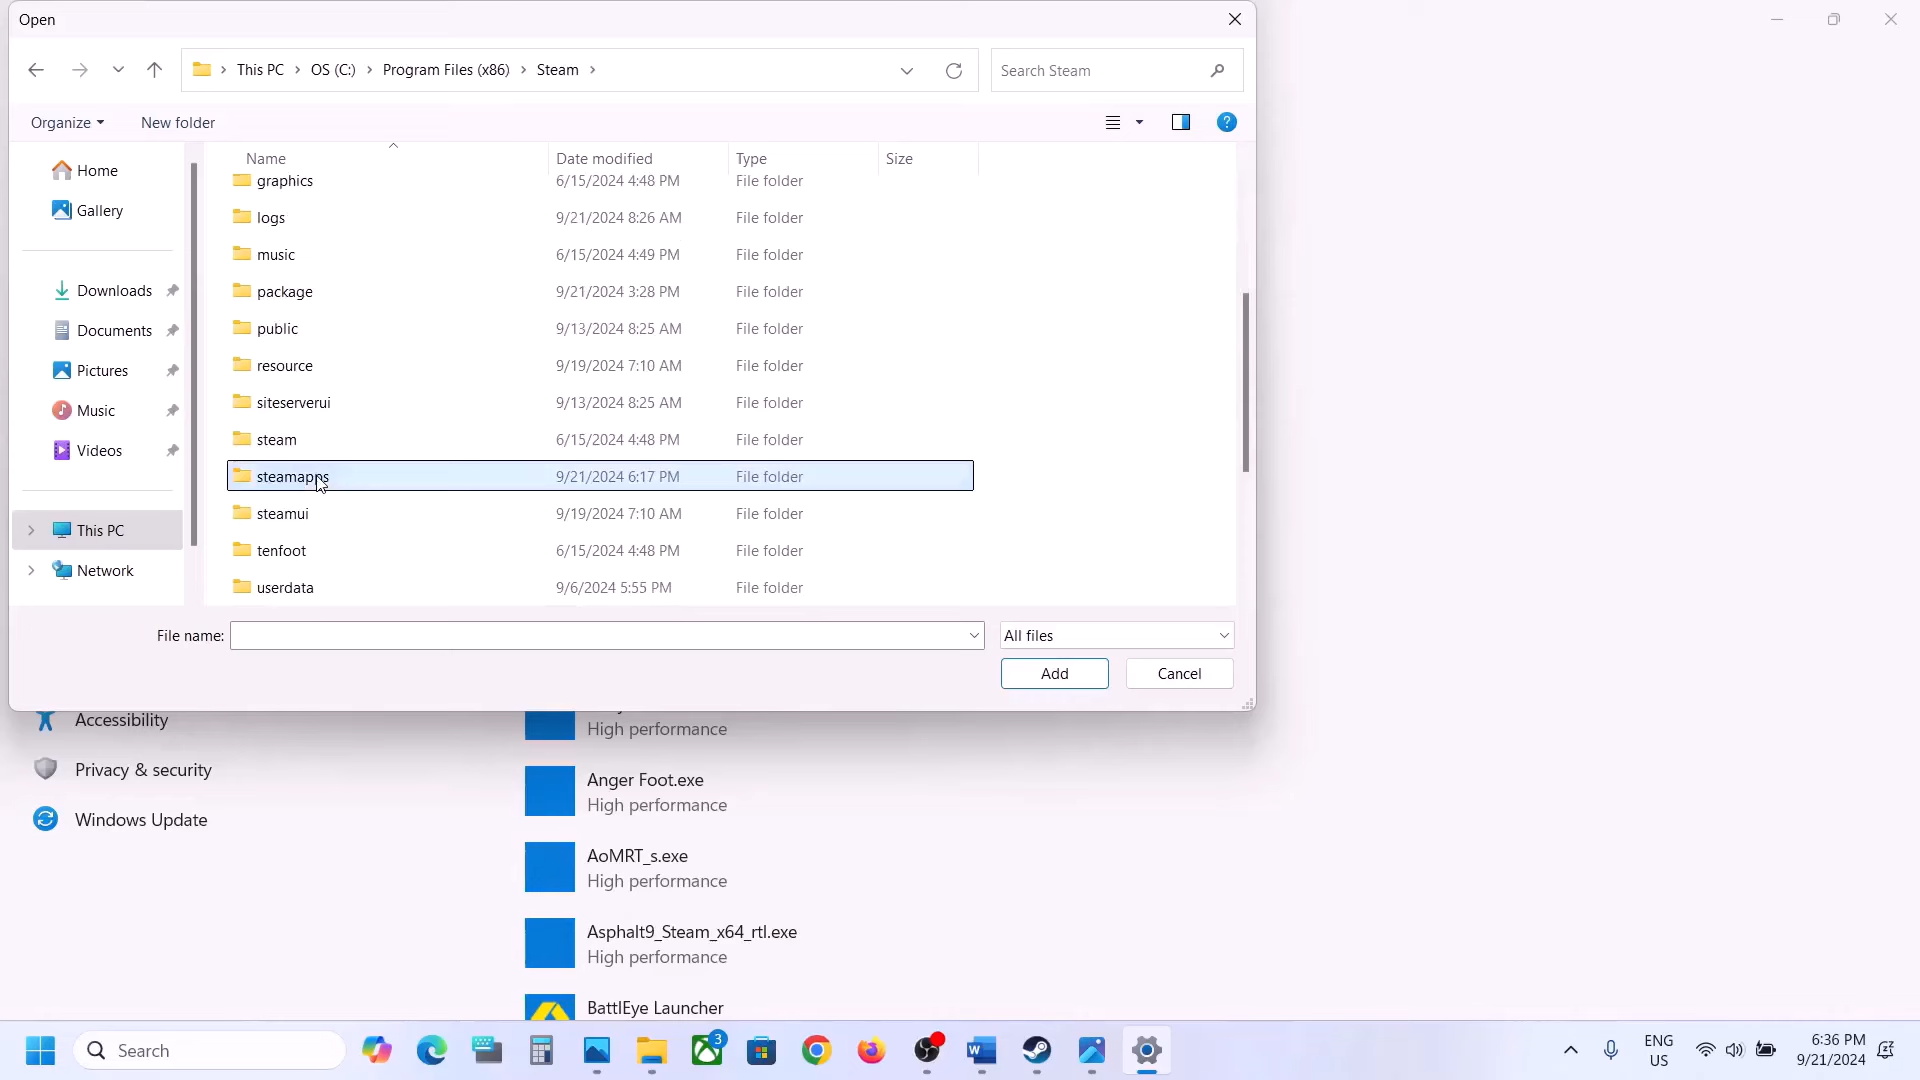 Open
This PC
OS (C:)
Program Files (x86)
Steam
Search Steam
Organize
New folder
Name
Date modified
Type
Size
Home
Gallery
Downloads
Documents
Pictures
Music
Videos
This PC
Network
graphics 6/15/2024 4:48 PM File folder
logs 9/21/2024 8:26 AM File folder
music 6/15/2024 4:49 PM File folder
package 9/21/2024 3:28 PM File folder
public 9/13/2024 8:25 AM File folder
resource 9/19/2024 7:10 AM File folder
siteserverui 9/13/2024 8:25 AM File folder
steam 6/15/2024 4:48 PM File folder
steamapps 9/21/2024 6:17 PM File folder
steamui 9/19/2024 7:10 AM File folder
tenfoot 6/15/2024 4:48 PM File folder
userdata 9/6/2024 5:55 PM File folder
File name:
All files
Add
Cancel
Accessibility
Privacy & security
Windows Update
High performance
Anger Foot.exe
High performance
AoMRT_s.exe
High performance
Asphalt9_Steam_x64_rtl.exe
High performance
BattlEye Launcher
Search
3
ENG
US
6:36 PM
9/21/2024